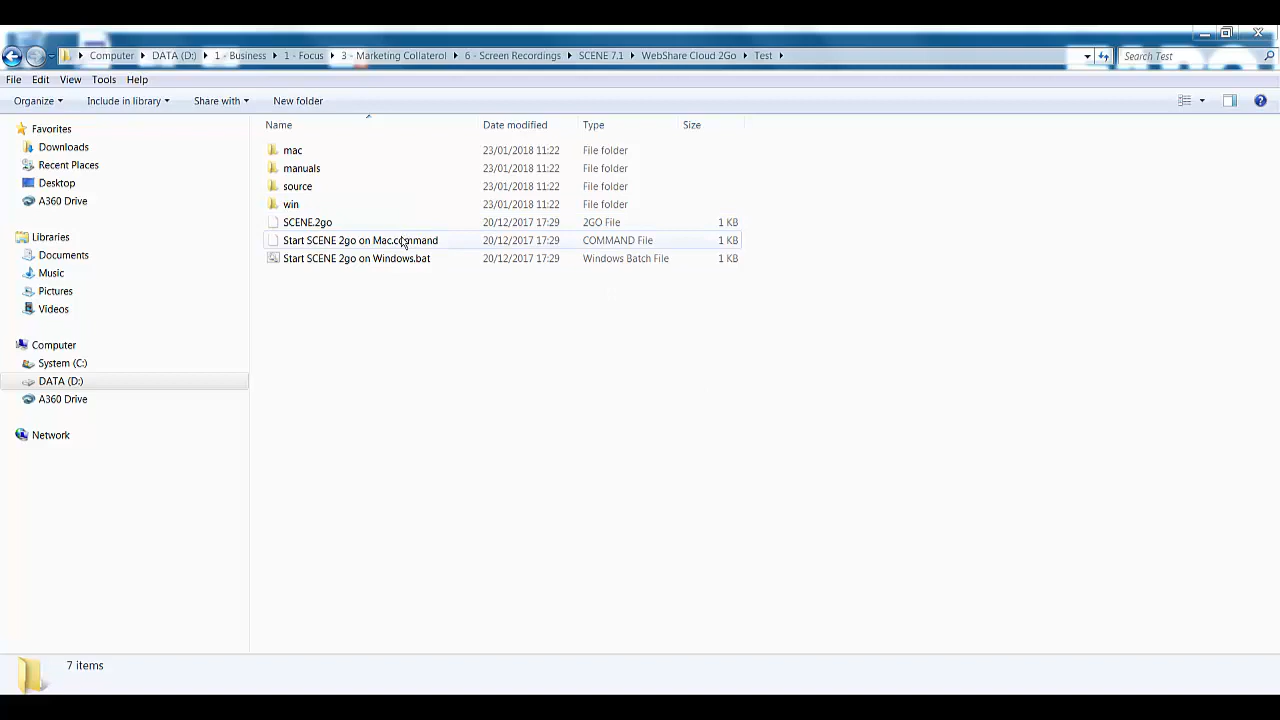 Computer DATA (D:) 1 - Business 1 - Focus 3 - Marketing Collaterol 6 - Screen Recordings SCENE 7.1 WebShare Cloud 2Go Test Search Test
File Edit View Tools Help
Organize Include in library Share with New folder
Name Date modified Type Size
Favorites
Downloads
Recent Places
Desktop
A360 Drive
Libraries
Documents
Music
Pictures
Videos
Computer
System (C:)
DATA (D:)
A360 Drive
Network
mac 23/01/2018 11:22 File folder
manuals 23/01/2018 11:22 File folder
source 23/01/2018 11:22 File folder
win 23/01/2018 11:22 File folder
SCENE.2go 20/12/2017 17:29 2GO File 1 KB
Start SCENE 2go on Mac.command 20/12/2017 17:29 COMMAND File 1 KB
Start SCENE 2go on Windows.bat 20/12/2017 17:29 Windows Batch File 1 KB
7 items